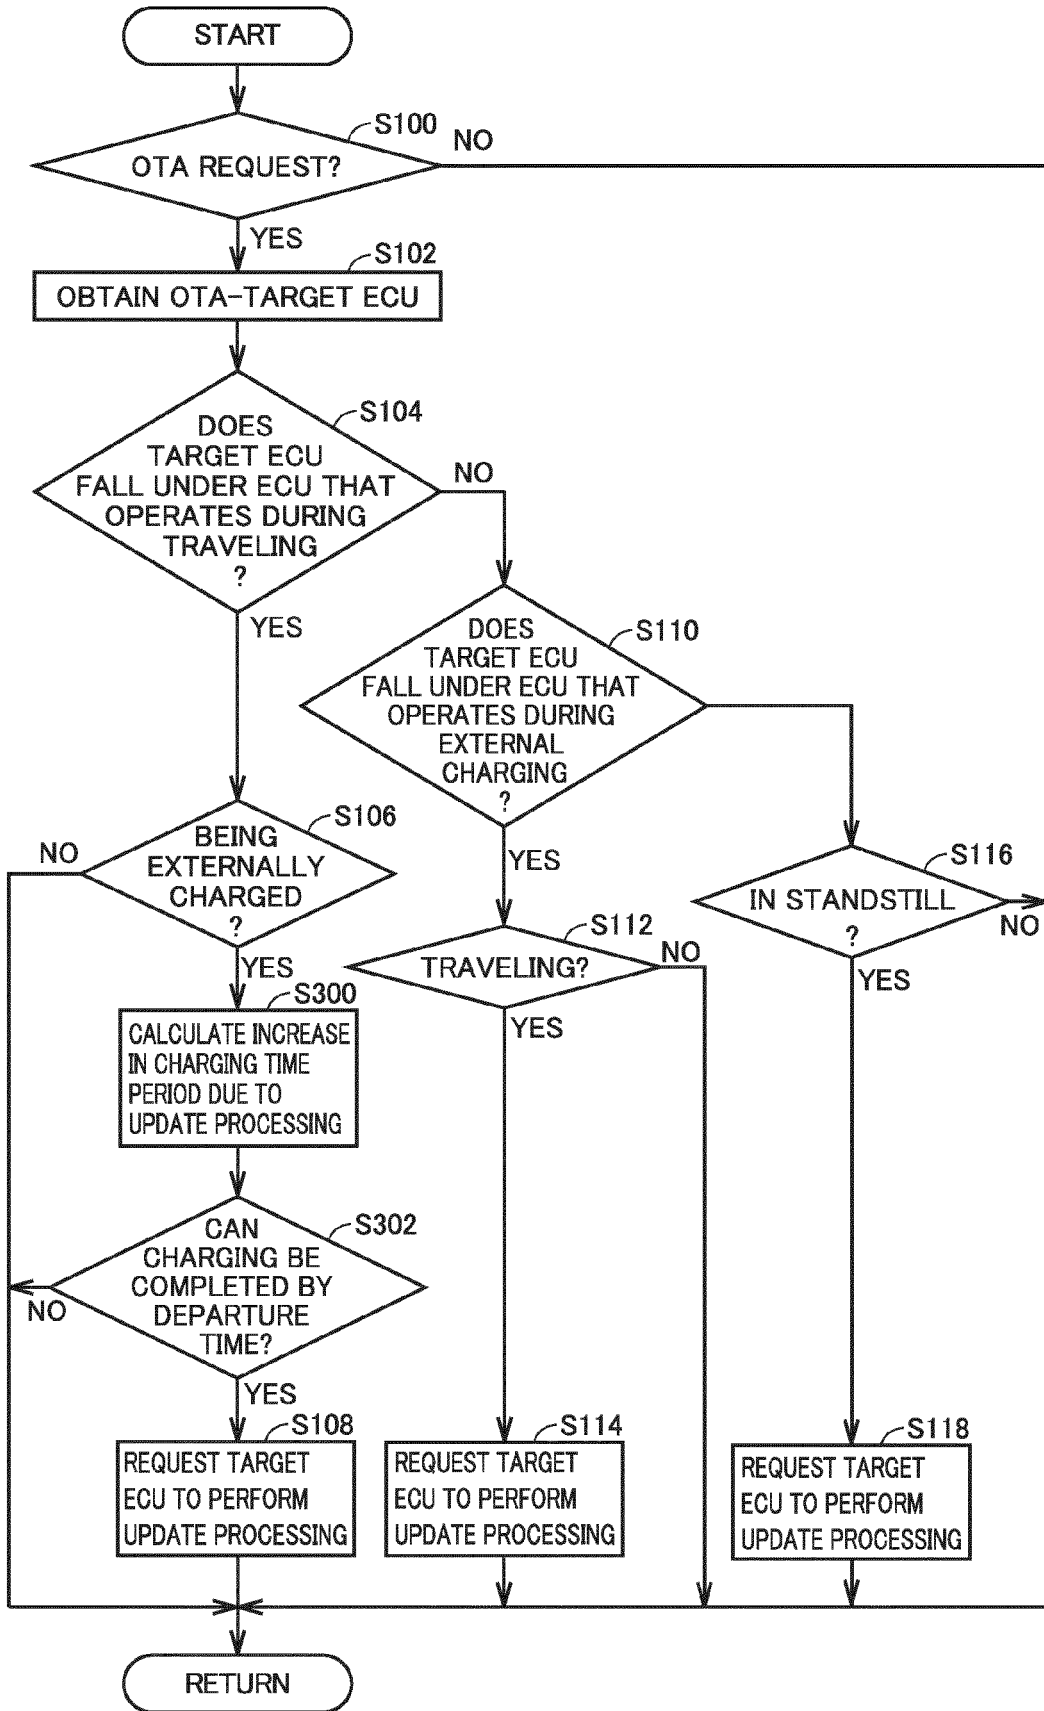 START
S100
NO
OTA REQUEST?
YES
S102
OBTAIN OTA-TARGET ECU
S104
DOES
TARGET ECU
FALL UNDER ECU THAT
OPERATES DURING
TRAVELING
?
NO
YES
S110
DOES
TARGET ECU
FALL UNDER ECU THAT
OPERATES DURING
EXTERNAL
CHARGING
?
YES
S106
NO
BEING
EXTERNALLY
CHARGED
?
YES
S116
IN STANDSTILL
?
NO
YES
S112
TRAVELING?
NO
YES
S300
CALCULATE INCREASE
IN CHARGING TIME
PERIOD DUE TO
UPDATE PROCESSING
S302
CAN
CHARGING BE
COMPLETED BY
DEPARTURE
TIME?
NO
YES
S108
REQUEST TARGET
ECU TO PERFORM
UPDATE PROCESSING
S114
REQUEST TARGET
ECU TO PERFORM
UPDATE PROCESSING
S118
REQUEST TARGET
ECU TO PERFORM
UPDATE PROCESSING
RETURN